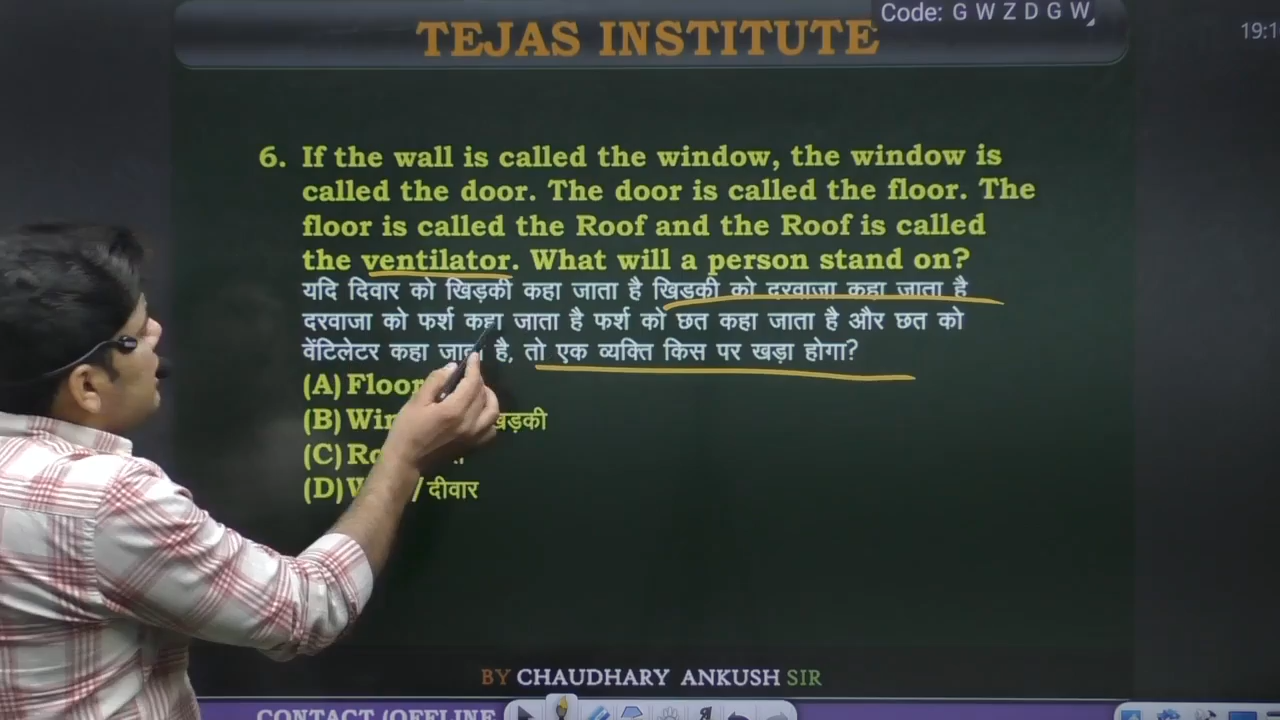 Code: G W Z D G W
TEJAS INSTITUTE
19:1
6. If the wall is called the window, the window is
called the door. The door is called the floor. The
floor is called the Roof and the Roof is called
the ventilator. What will a person stand on?
यदि दिवार को खिड़की कहा जाता है खिडकी को दरवाजा कहा जाता है
दरवाजा को फर्श कहा जाता है फर्श को छत कहा जाता है और छत को
वेंटिलेटर कहा जाता है, तो एक व्यक्ति किस पर खड़ा होगा?
(A) Floor
(B)
(C)
(D) / दीवार
BY CHAUDHARY ANKUSH SIR
CONTACT (OFFLINE